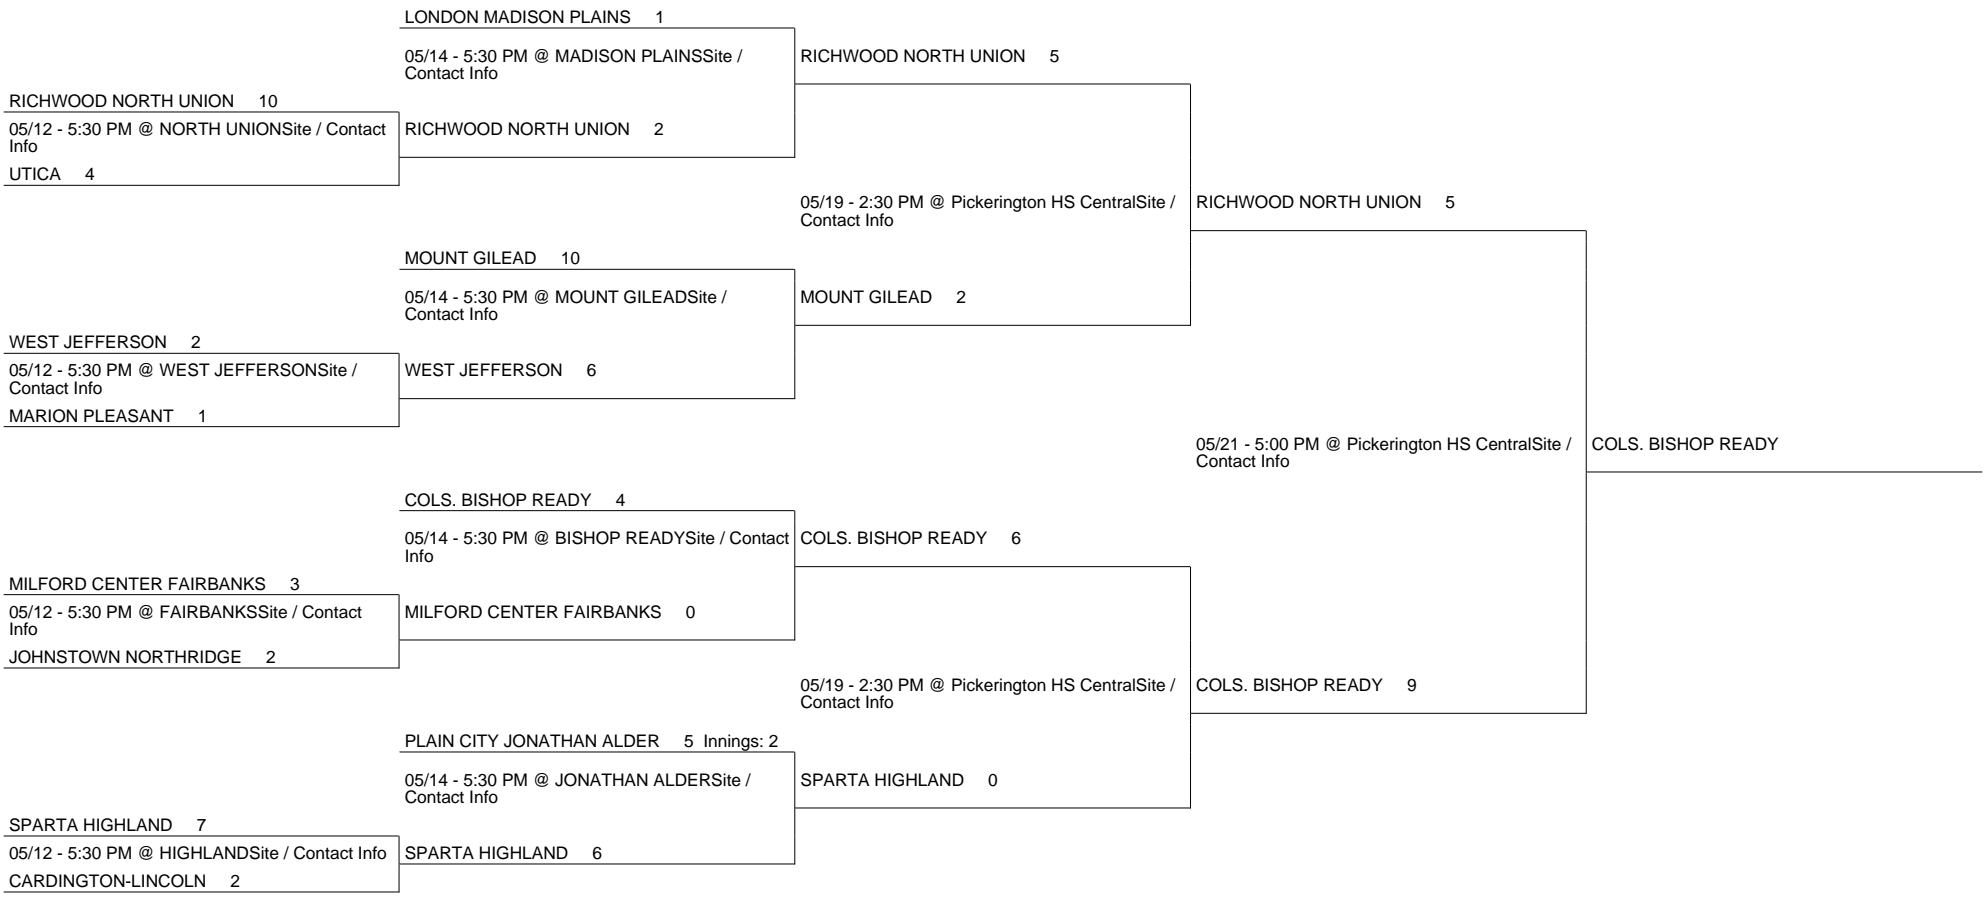 LONDON MADISON PLAINS 1
05/14 - 5:30 PM @ MADISON PLAINSSite /
Contact Info
RICHWOOD NORTH UNION 5
RICHWOOD NORTH UNION 10
05/12 - 5:30 PM @ NORTH UNIONSite / Contact
Info
RICHWOOD NORTH UNION 2
UTICA 4
05/19 - 2:30 PM @ Pickerington HS CentralSite /
Contact Info
RICHWOOD NORTH UNION 5
MOUNT GILEAD 10
05/14 - 5:30 PM @ MOUNT GILEADSite /
Contact Info
MOUNT GILEAD 2
WEST JEFFERSON 2
05/12 - 5:30 PM @ WEST JEFFERSONSite /
Contact Info
WEST JEFFERSON 6
MARION PLEASANT 1
05/21 - 5:00 PM @ Pickerington HS CentralSite /
Contact Info
COLS. BISHOP READY
COLS. BISHOP READY 4
05/14 - 5:30 PM @ BISHOP READYSite / Contact
Info
COLS. BISHOP READY 6
MILFORD CENTER FAIRBANKS 3
05/12 - 5:30 PM @ FAIRBANKSSite / Contact
Info
MILFORD CENTER FAIRBANKS 0
JOHNSTOWN NORTHRIDGE 2
05/19 - 2:30 PM @ Pickerington HS CentralSite /
Contact Info
COLS. BISHOP READY 9
PLAIN CITY JONATHAN ALDER 5 Innings: 2
05/14 - 5:30 PM @ JONATHAN ALDERSite /
Contact Info
SPARTA HIGHLAND 0
SPARTA HIGHLAND 7
05/12 - 5:30 PM @ HIGHLANDSite / Contact Info
SPARTA HIGHLAND 6
CARDINGTON-LINCOLN 2